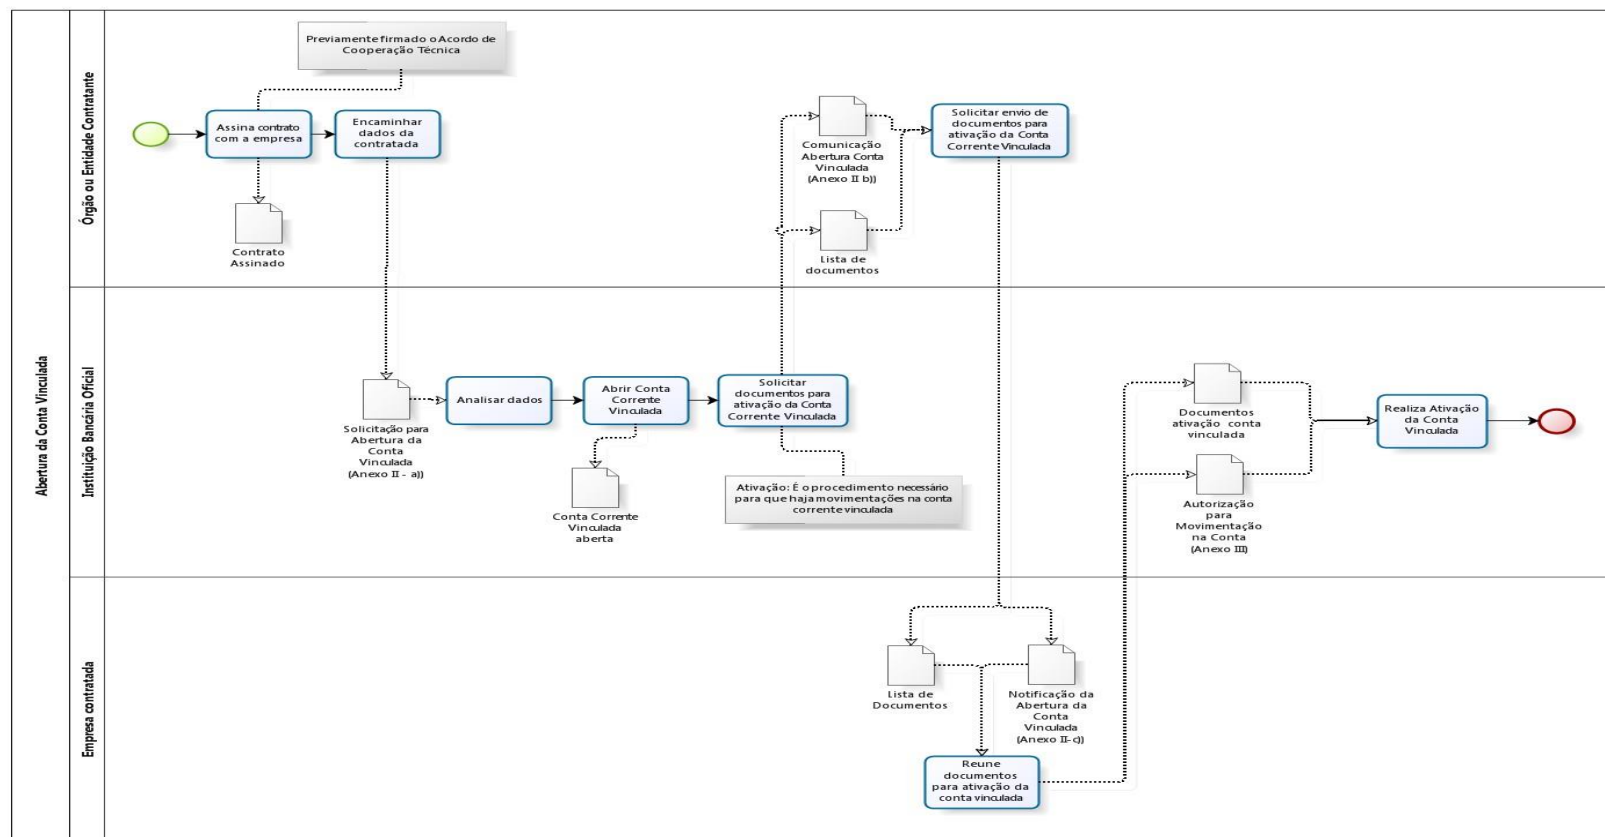 Abertura da Conta Vinculada
Órgão ou Entidade Contratante
Previamente firmado o Acordo de
Cooperação Técnica
Assina contrato
com a empresa
Encaminhar
dados da
contratada
Contrato
Assinado
Comunicação
Abertura Conta
Vinculada
(Anexo II b))
Lista de
documentos
Solicitar envio de
documentos para
ativação da Conta
Corrente Vinculada
Instituição Bancária Oficial
Solicitação para
Abertura da
Conta
Vinculada
(Anexo II - a))
Analisar dados
Abrir Conta
Corrente
Vinculada
Conta Corrente
Vinculada
aberta
Solicitar
documentos para
ativação da Conta
Corrente Vinculada
Ativação: É o procedimento necessário
para que haja movimentações na conta
corrente vinculada
Documentos
ativação conta
vinculada
Autorização
para
Movimentação
na Conta
(Anexo III)
Realiza Ativação
da Conta
Vinculada
Empresa contratada
Lista de
Documentos
Notificação da
Abertura da
Conta
Vinculada
(Anexo II-c))
Reune
documentos
para ativação da
conta vinculada